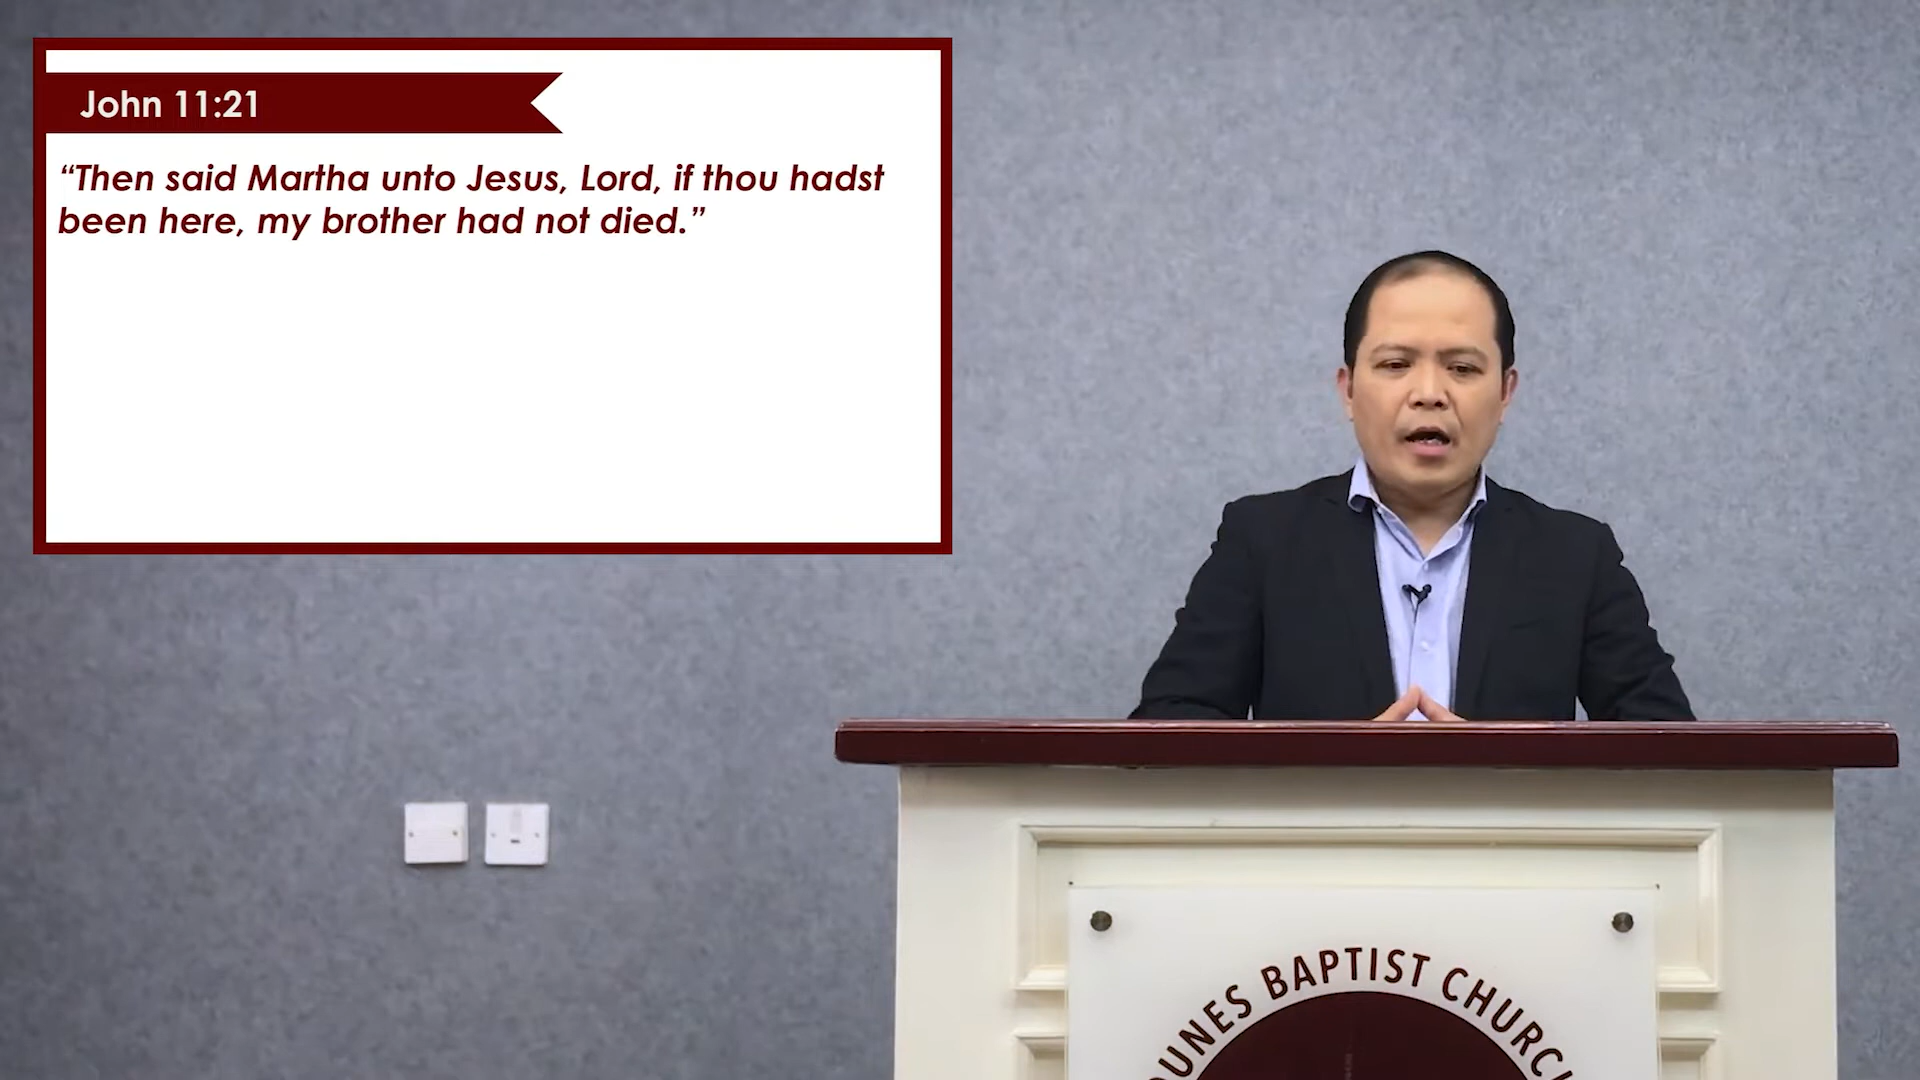 John 11:21
“Then said Martha unto Jesus, Lord, if thou hadst
been here, my brother had not died.”
BAPTIST CHURCH